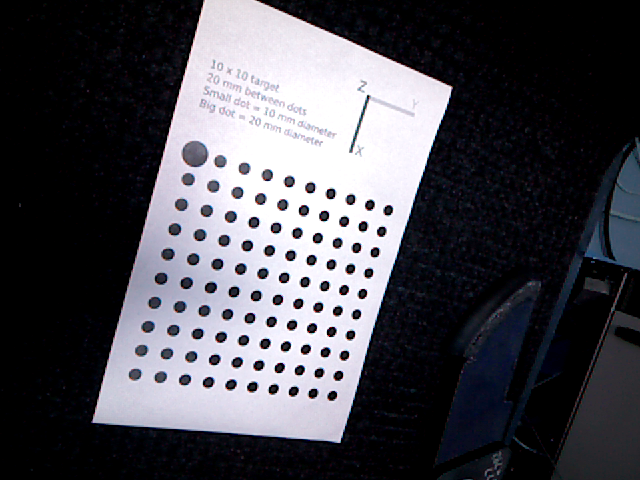 10 x 10 target
20 mm between dots
Small dot = 10 mm diameter
Big dot = 20 mm diameter
Z
Y
X